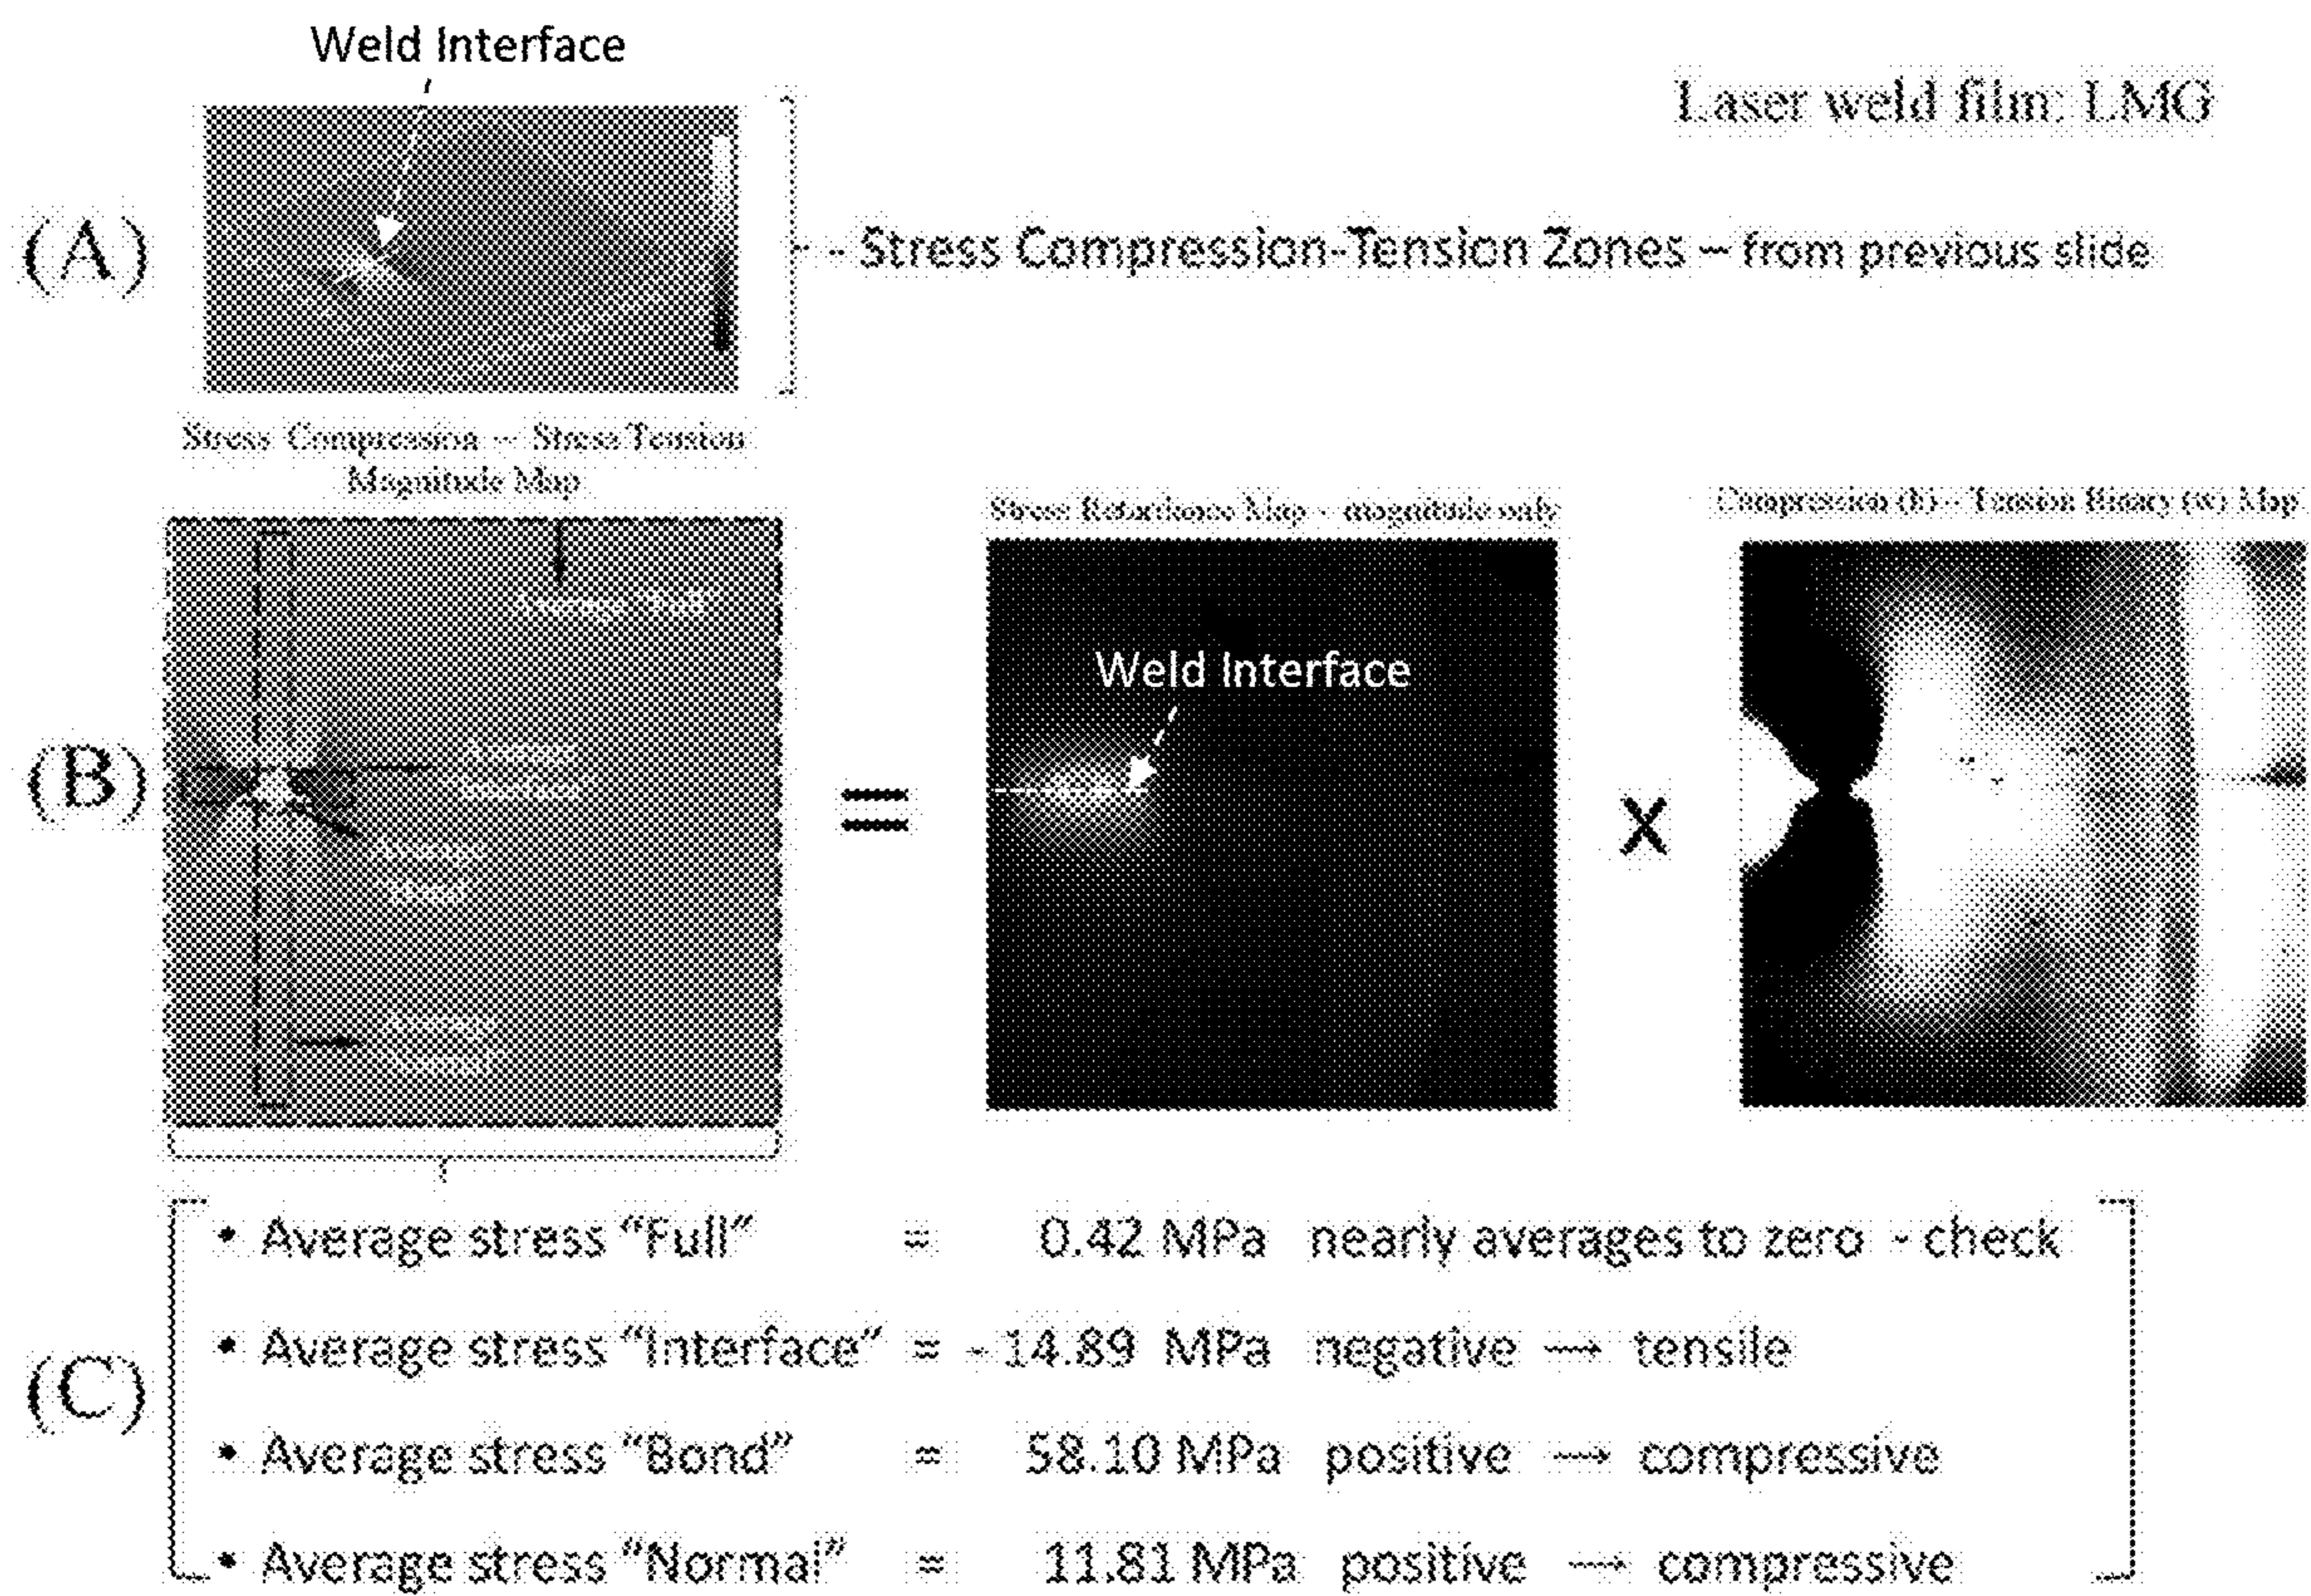 Weld Interface
Laser weld film: LMG
(A)
Stress Compression-Tension Zones – from previous slide
Stress Compression – Stress Tension
Magnitude Map
Stress Retardance Map - magnitude only
Compression (b) - Tension Binary (w) Map
(B)
Average "Full"
Weld Interface
=
x
(C)
• Average stress "Full" = 0.42 MPa nearly averages to zero - check
• Average stress "Interface" = - 14.89 MPa negative → tensile
• Average stress "Bond" = 58.10 MPa positive → compressive
• Average stress "Normal" = 11.81 MPa positive → compressive